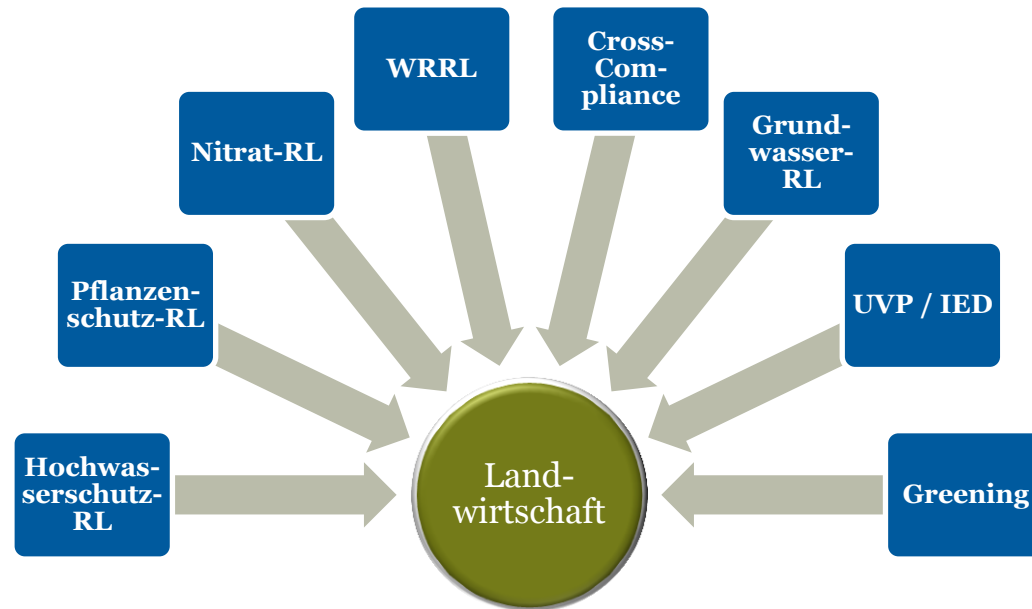 Hochwas-
serschutz-
RL
Pflanzen-
schutz-RL
Nitrat-RL
WRRL
Cross-
Com-
pliance
Grund-
wasser-
RL
UVP / IED
Greening
Land-
wirtschaft